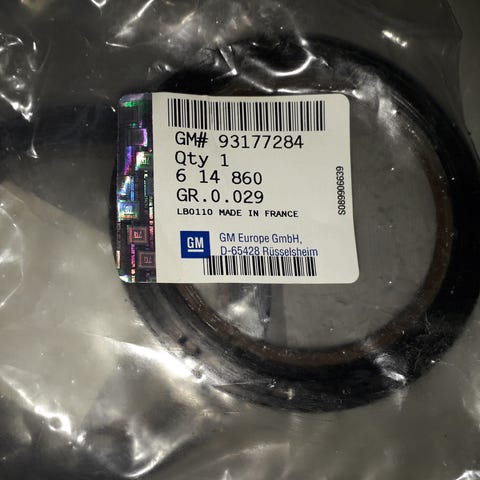 GM# 93177284
Qty 1
6 14 860
GR.0.029
LB0110 MADE IN FRANCE
GM
GM Europe GmbH,
D-65428 Rüsselsheim
S089906639